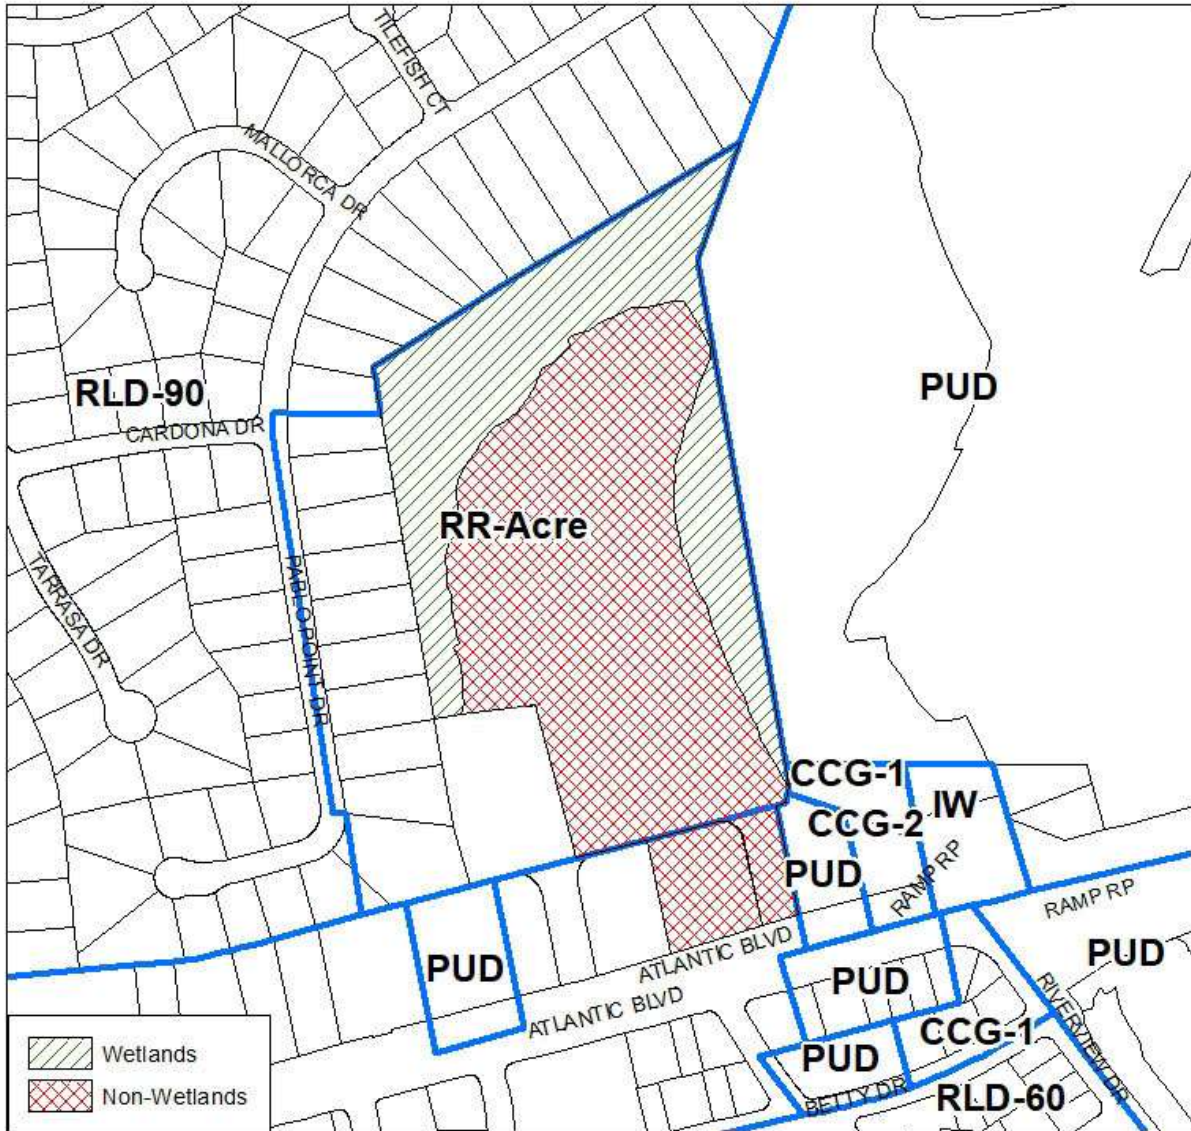 TILEFISH CT
MALLORCA DR
RLD-90
PUD
CARDONA DR
RR-Acre
TARRASA DR
PABLO POINT DR
CCG-1
IW
CCG-2
PUD
RAMP RP
RAMP RP
ATLANTIC BLVD
PUD
PUD
PUD
ATLANTIC BLVD
RIVERVIEW DR
CCG-1
PUD
BETTY DR
RLD-60
Wetlands
Non-Wetlands